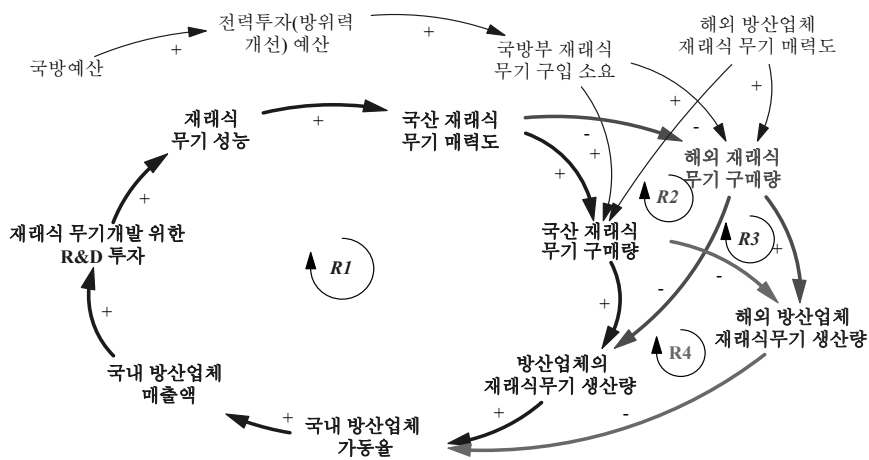 국방예산
+
전력투자(방위력
개선) 예산
+
국방부 재래식
무기 구입 소요
해외 방산업체
재래식 무기 매력도
+
+
재래식
무기 성능
+
국산 재래식
무기 매력도
-
-
+
+
해외 재래식
무기 구매량
R2
+
재래식 무기개발 위한
R&D 투자
R1
국산 재래식
무기 구매량
R3
+
-
-
+
+
해외 방산업체
재래식무기 생산량
R4
국내 방산업체
매출액
방산업체의
재래식무기 생산량
+
국내 방산업체
가동율
+
-